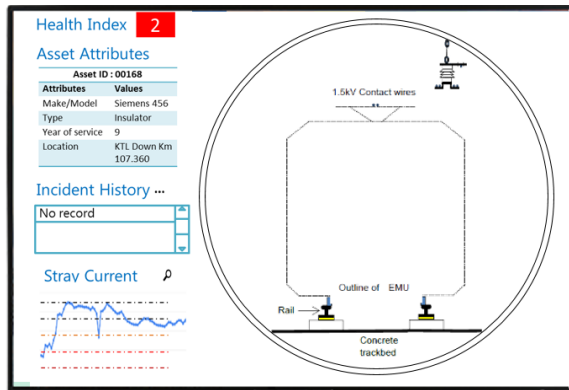 Health Index 2
Asset Attributes
Asset ID : 00168
Attributes Values
Make/Model Siemens 456
Type Insulator
Year of service 9
Location KTL Down Km
107.360
Incident History ...
No record
Stray Current
1.5kV Contact wires
Outline of EMU
Rail
Concrete
trackbed